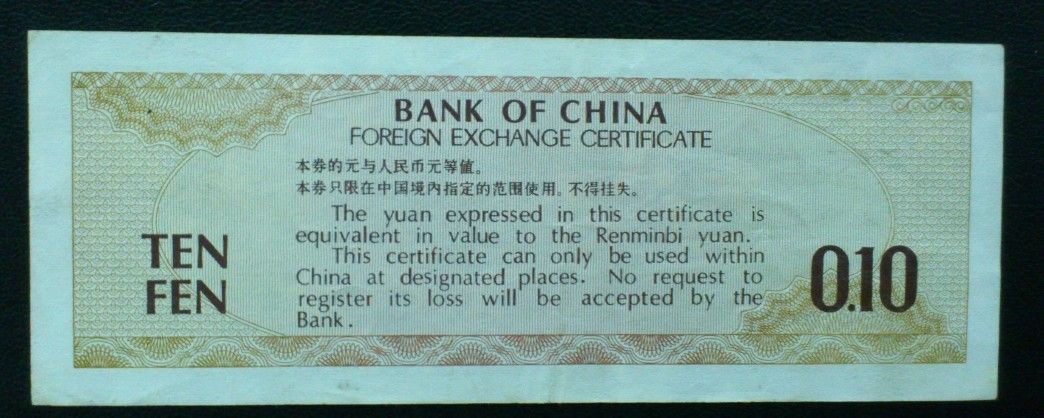 BANK OF CHINA
FOREIGN EXCHANGE CERTIFICATE
本券的元与人民币元等值。
本券只限在中国境内指定的范围使用。不得挂失。
The yuan expressed in this certificate is
equivalent in value to the Renminbi yuan.
This certificate can only be used within
China at designated places. No request to
register its loss will be accepted by the
Bank.
TEN
FEN
0.10